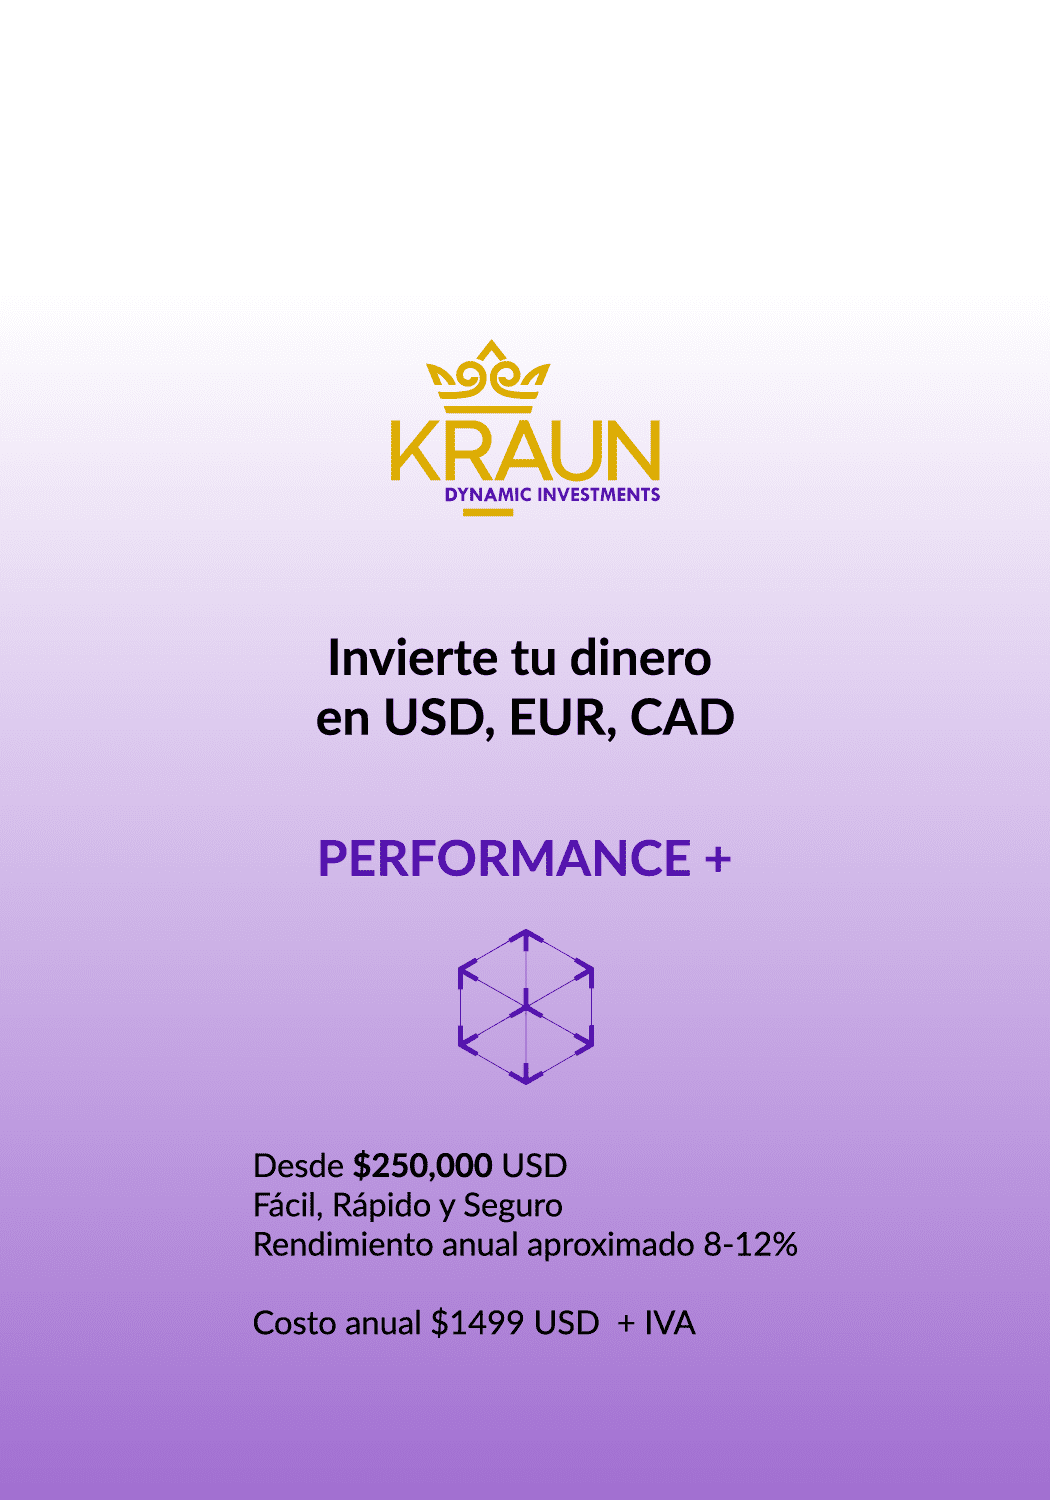 KRAUN
DYNAMIC INVESTMENTS
Invierte tu dinero
en USD, EUR, CAD
PERFORMANCE +
Desde $250,000 USD
Fácil, Rápido y Seguro
Rendimiento anual aproximado 8-12%
Costo anual $1499 USD + IVA